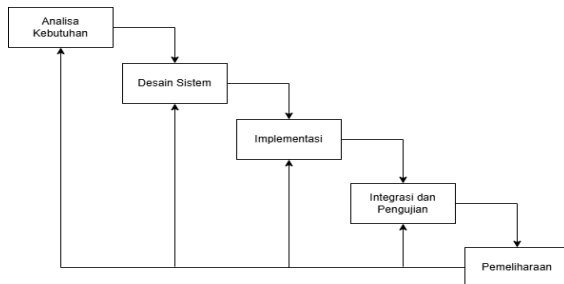 Analisa
Kebutuhan
Desain Sistem
Implementasi
Integrasi dan
Pengujian
Pemeliharaan